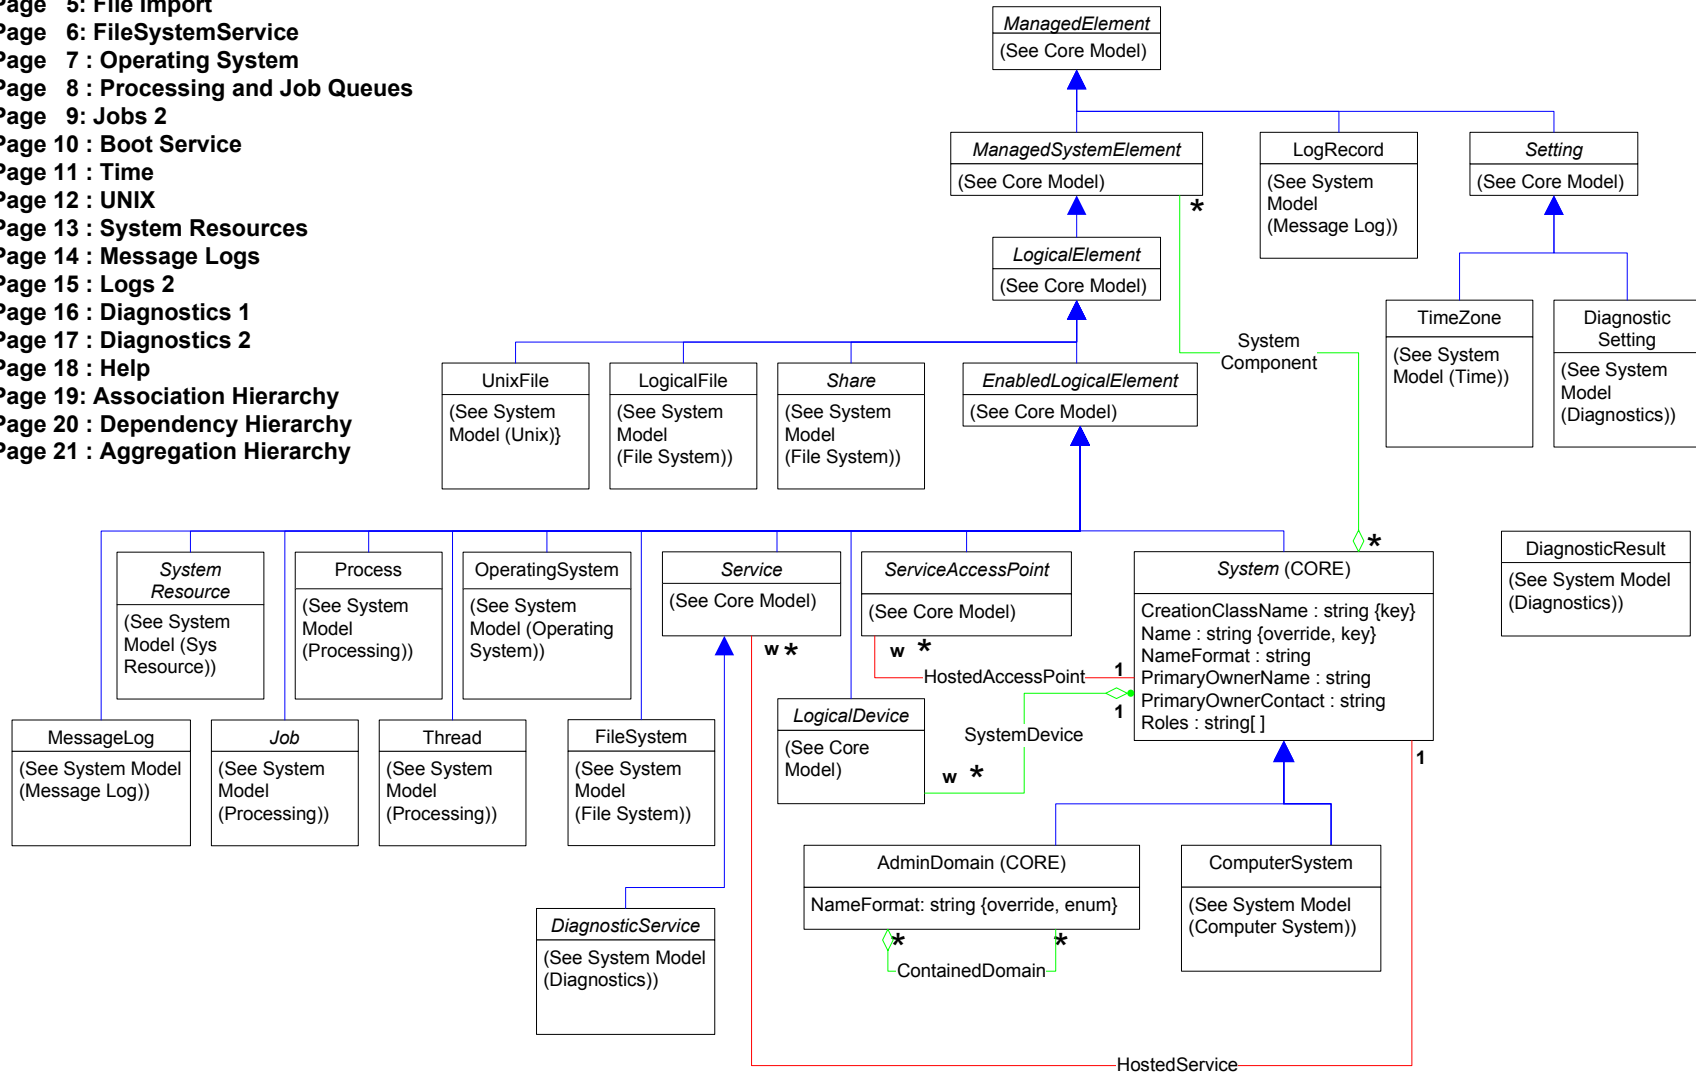 Page 5: File Import
Page 6: FileSystemService
Page 7 : Operating System
Page 8 : Processing and Job Queues
Page 9: Jobs 2
Page 10 : Boot Service
Page 11 : Time
Page 12 : UNIX
Page 13 : System Resources
Page 14 : Message Logs
Page 15 : Logs 2
Page 16 : Diagnostics 1
Page 17 : Diagnostics 2
Page 18 : Help
Page 19: Association Hierarchy
Page 20 : Dependency Hierarchy
Page 21 : Aggregation Hierarchy
ManagedElement
(See Core Model)
ManagedSystemElement
(See Core Model)
*
LogRecord
(See System
Model
(Message Log))
Setting
(See Core Model)
LogicalElement
(See Core Model)
TimeZone
(See System
Model (Time))
Diagnostic
Setting
(See System
Model
(Diagnostics))
System
Component
UnixFile
(See System
Model (Unix)}
LogicalFile
(See System
Model
(File System))
Share
(See System
Model
(File System))
EnabledLogicalElement
(See Core Model)
*
System
Resource
(See System
Model (Sys
Resource))
Process
(See System
Model
(Processing))
OperatingSystem
(See System
Model (Operating
System))
Service
(See Core Model)
w *
ServiceAccessPoint
(See Core Model)
w *
HostedAccessPoint
1
System (CORE)
CreationClassName : string {key}
Name : string {override, key}
NameFormat : string
PrimaryOwnerName : string
PrimaryOwnerContact : string
Roles : string[ ]
DiagnosticResult
(See System Model
(Diagnostics))
MessageLog
(See System Model
(Message Log))
Job
(See System
Model
(Processing))
Thread
(See System
Model
(Processing))
FileSystem
(See System
Model
(File System))
LogicalDevice
(See Core
Model)
1
SystemDevice
w *
1
AdminDomain (CORE)
NameFormat: string {override, enum}
*
*
ContainedDomain
ComputerSystem
(See System Model
(Computer System))
DiagnosticService
(See System Model
(Diagnostics))
HostedService